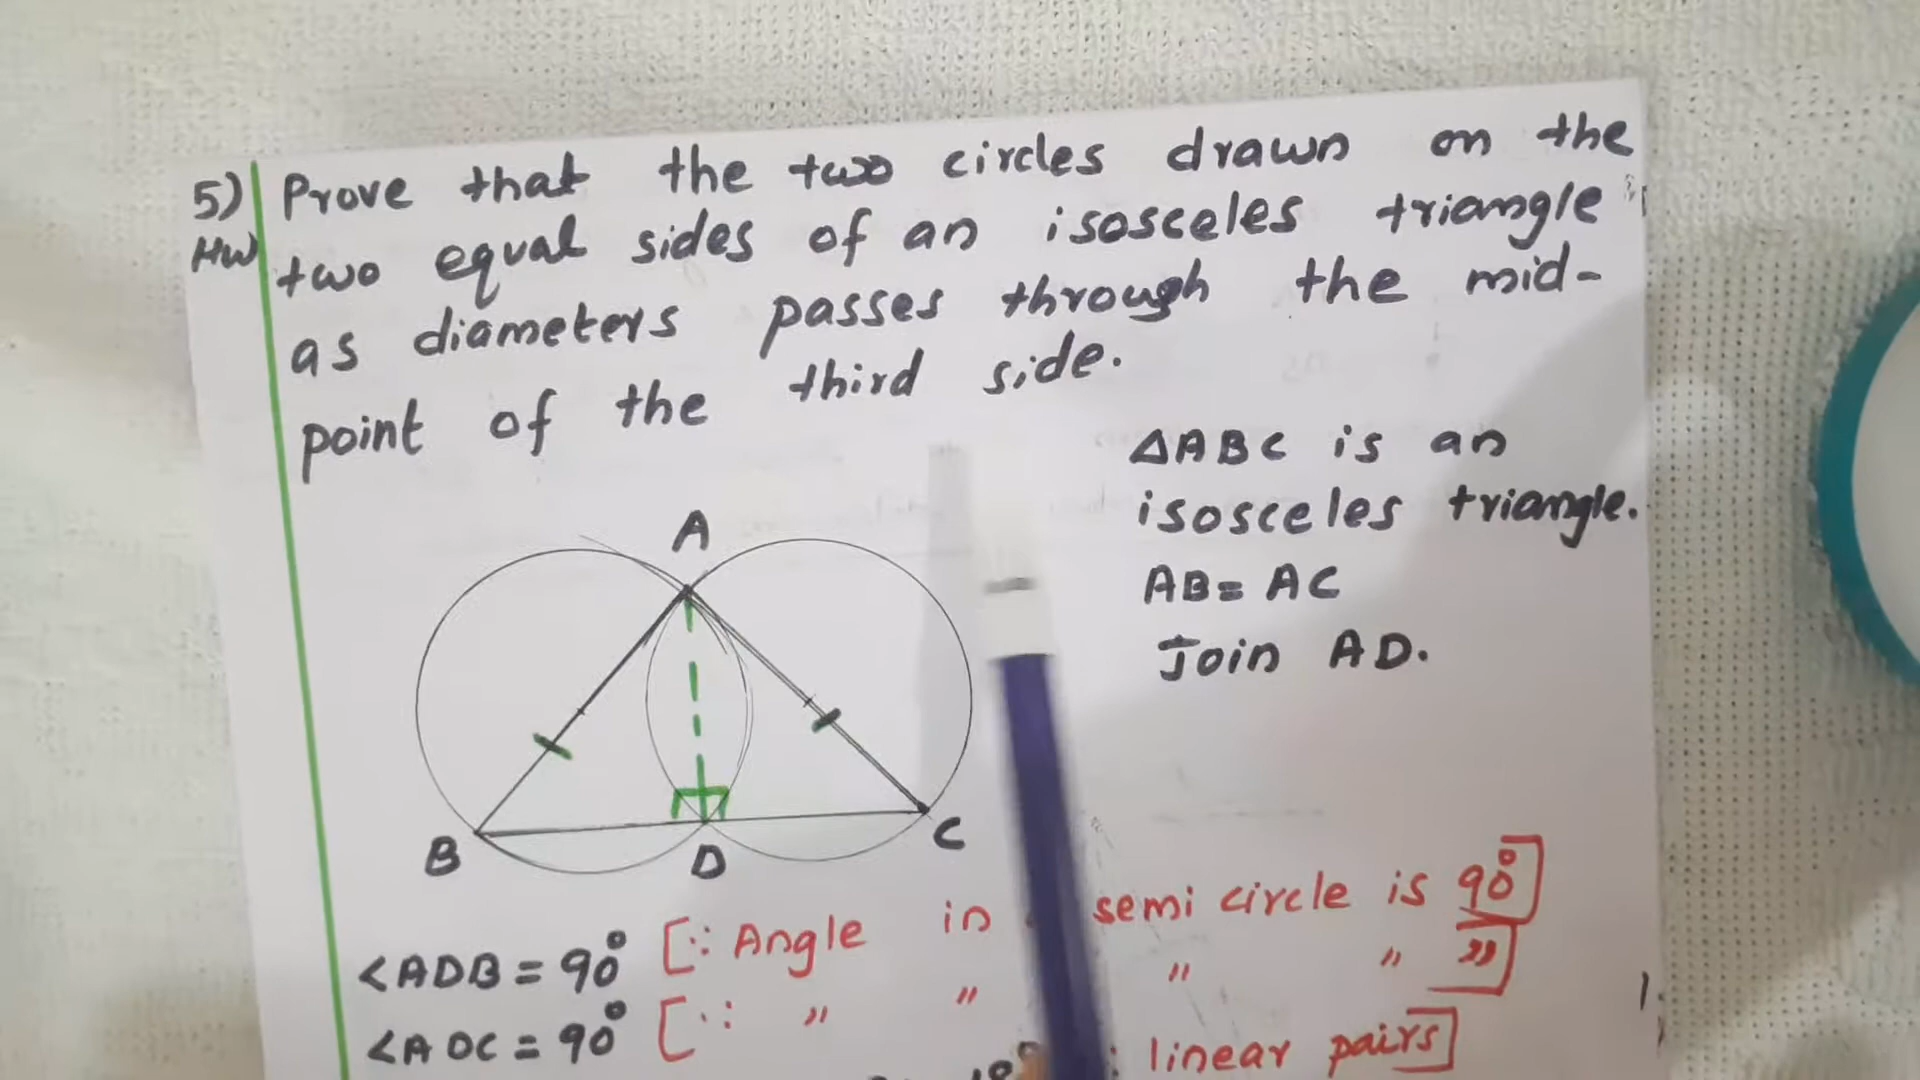 5) Prove that the two circles drawn on the
HW two equal sides of an isosceles triangle
as diameters passes through the mid-
point of the third side.
∆ABC is an
isosceles triangle.
AB = AC
Join AD.
A
B
D
C
<ADB = 90° [∵ Angle in semi circle is 90°]
<ADC = 90° [∵ " " " " "]
linear pairs]